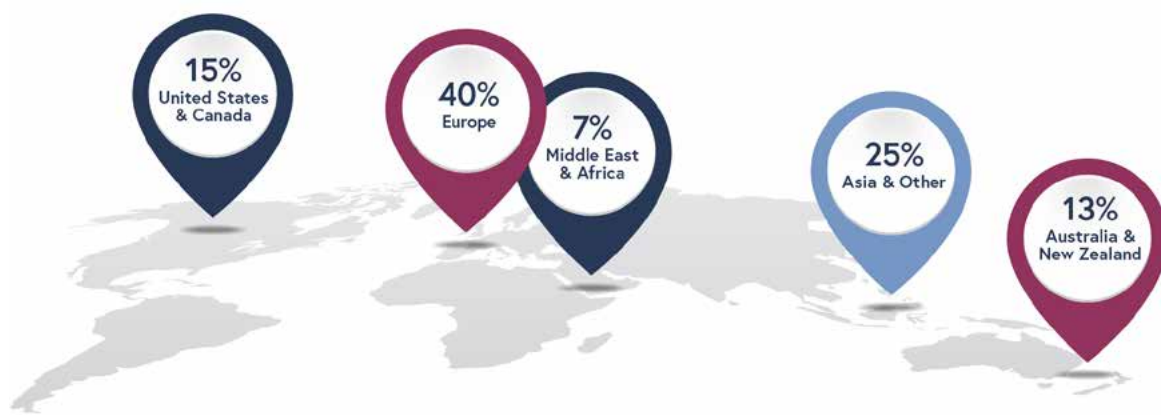 15%
United States
& Canada
40%
Europe
7%
Middle East
& Africa
25%
Asia & Other
13%
Australia &
New Zealand